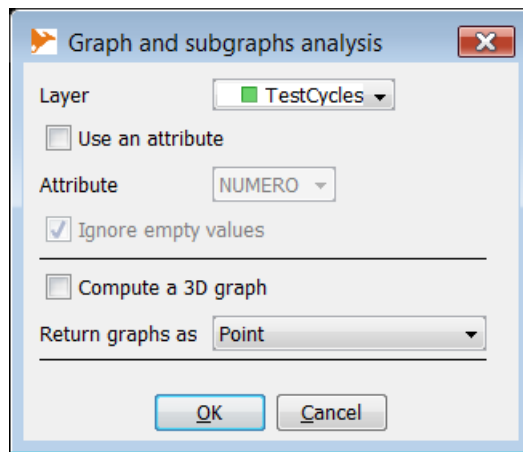 Graph and subgraphs analysis
Layer TestCycles
Use an attribute
Attribute NUMERO
Ignore empty values
Compute a 3D graph
Return graphs as Point
OK Cancel